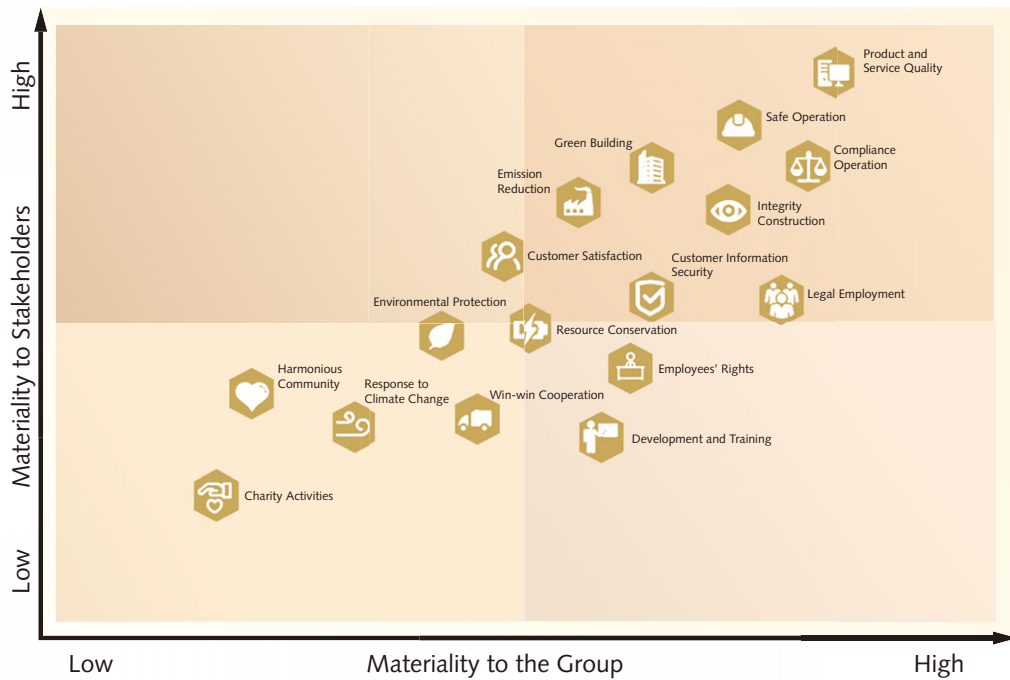 High
Materiality to Stakeholders
Low
Product and
Service Quality
Safe Operation
Green Building
Compliance
Operation
Emission
Reduction
Integrity
Construction
Customer Satisfaction
Customer Information
Security
Legal Employment
Environmental Protection
Resource Conservation
Harmonious
Community
Employees' Rights
Response to
Climate Change
Win-win Cooperation
Development and Training
Charity Activities
Low
Materiality to the Group
High